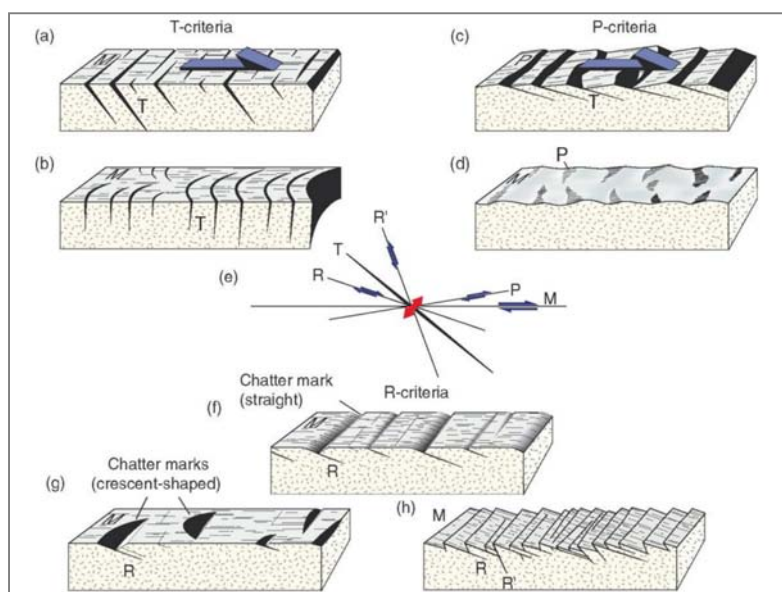 T-criteria
P-criteria
(a)
M
T
(c)
P
T
(b)
M
T
(d)
P
M
(e)
R'
T
R
P
M
R-criteria
Chatter mark
(straight)
(f)
M
R
(g)
Chatter marks
(crescent-shaped)
M
R
(h)
M
R
R'